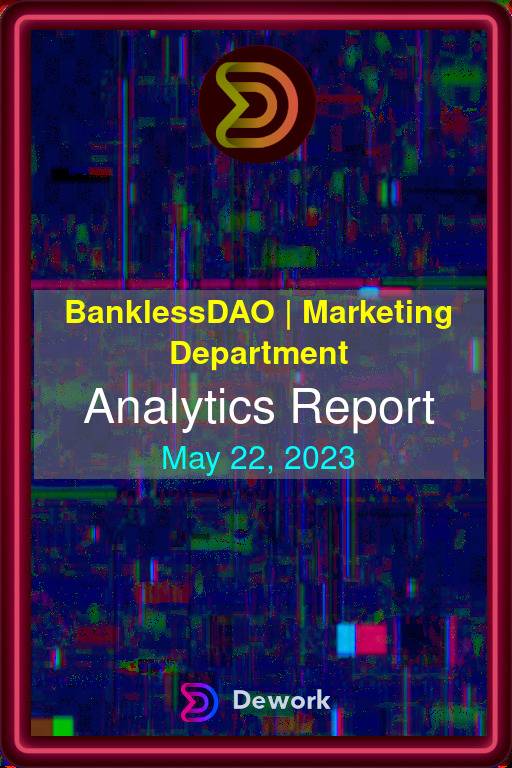 BanklessDAO | Marketing
Department
Analytics Report
May 22, 2023
Dework